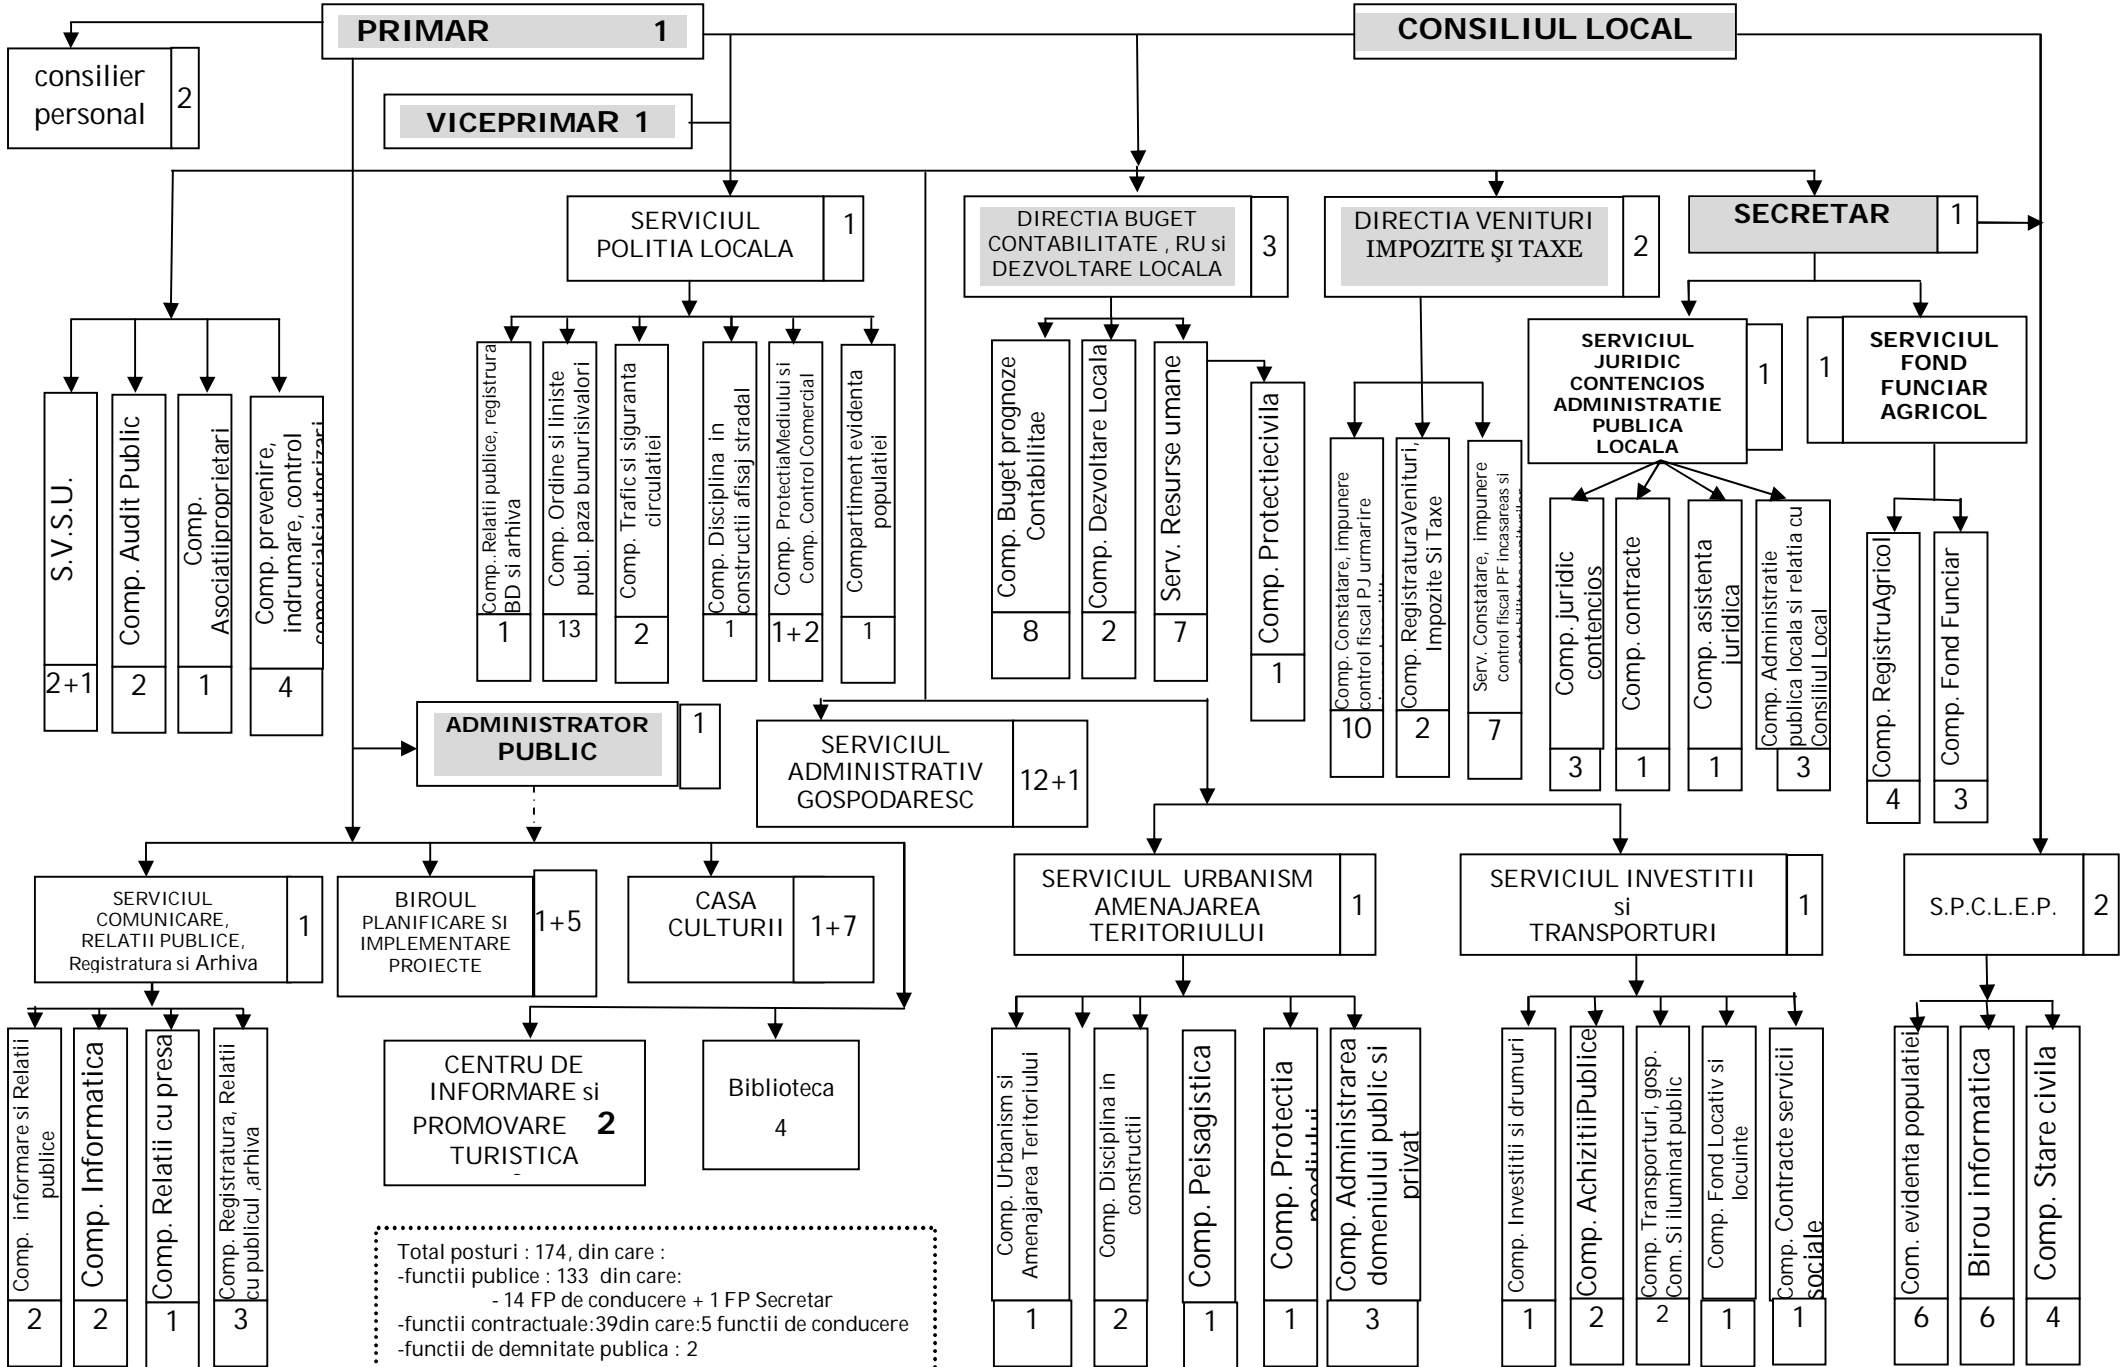 PRIMAR 1
CONSILIUL LOCAL
consilier
personal
2
VICEPRIMAR 1
SERVICIUL
POLITIA LOCALA
1
DIRECTIA BUGET
CONTABILITATE , RU si
DEZVOLTARE LOCALA
3
DIRECTIA VENITURI
IMPOZITE ŞI TAXE
2
SECRETAR
1
SERVICIUL
JURIDIC
CONTENCIOS
ADMINISTRATIE
PUBLICA
LOCALA
1
1
SERVICIUL
FOND
FUNCIAR
AGRICOL
S.V.S.U.
2+1
Comp. Audit Public
2
Comp.
Asociatiiproprietari
1
Comp. prevenire,
indrumare, control
comercialsiautorizari
4
Comp..Relatii publice, registrura
BD si arhiva
1
Comp. Ordine si liniste
publ. paza bunurisivalori
13
Comp. Trafic si siguranta
circulatiei
2
Comp. Disciplina in
constructii afisaj stradal
1
Comp. ProtectiaMediului si
Comp. Control Comercial
1+2
Compartiment evidenta
populatiei
1
Comp. Buget prognoze
Contabilitae
8
Comp. Dezvoltare Locala
2
Serv. Resurse umane
7
Comp. Protectiecivila
1
Comp. Constatare, impunere
control fiscal PJ urmarire
10
Comp. RegistraturaVenituri,
Impozite Si Taxe
2
Serv. Constatare, impunere
control fiscal PF incasareas si
7
Comp. juridic
contencios
3
Comp. contracte
1
Comp. asistenta
juridica
1
Comp. Administratie
publica locala si relatia cu
Consiliul Local
3
Comp. RegistruAgricol
4
Comp. Fond Funciar
3
ADMINISTRATOR
PUBLIC
1
SERVICIUL
ADMINISTRATIV
GOSPODARESC
12+1
SERVICIUL
COMUNICARE,
RELATII PUBLICE,
Registratura si Arhiva
1
BIROUL
PLANIFICARE SI
IMPLEMENTARE
PROIECTE
1+5
CASA
CULTURII
1+7
SERVICIUL URBANISM
AMENAJAREA
TERITORIULUI
1
SERVICIUL INVESTITII
si
TRANSPORTURI
1
S.P.C.L.E.P.
2
Comp. informare si Relatii
publice
2
Comp. Informatica
2
Comp. Relatii cu presa
1
Comp. Registratura, Relatii
cu publicul ,arhiva
3
CENTRU DE
INFORMARE si
PROMOVARE 2
TURISTICA
Biblioteca
4
Comp. Urbanism si
Amenajarea Teritoriului
1
Comp. Disciplina in
constructii
2
Comp. Peisagistica
1
Comp. Protectia
mediului
1
Comp. Administrarea
domeniului public si
privat
3
Comp. Investitii si drumuri
1
Comp. AchizitiiPublice
2
Comp. Transporturi, gosp.
Com. Si iluminat public
2
Comp. Fond Locativ si
locuinte
1
Comp. Contracte servicii
sociale
1
Com. evidenta populatiei
6
Birou informatica
6
Comp. Stare civila
4
Total posturi : 174, din care :
-functii publice : 133 din care:
- 14 FP de conducere + 1 FP Secretar
-functii contractuale:39din care:5 functii de conducere
-functii de demnitate publica : 2